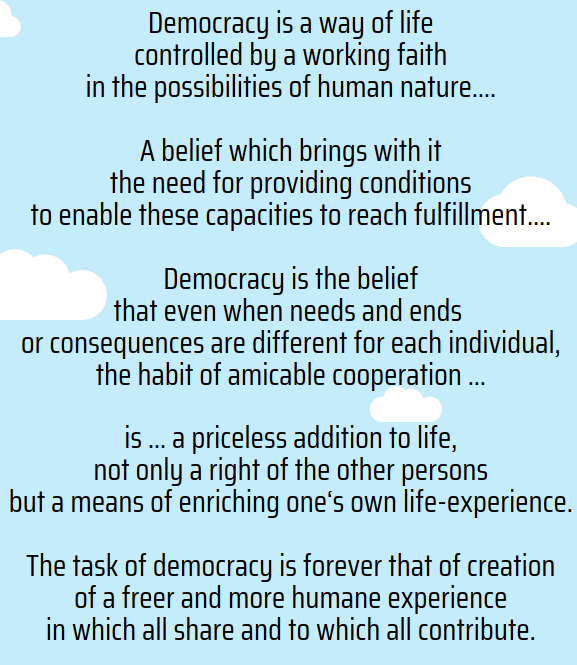 Democracy is a way of life
controlled by a working faith
in the possibilities of human nature....
A belief which brings with it
the need for providing conditions
to enable these capacities to reach fulfillment....
Democracy is the belief
that even when needs and ends
or consequences are different for each individual,
the habit of amicable cooperation ...
is ... a priceless addition to life,
not only a right of the other persons
but a means of enriching one‘s own life-experience.
The task of democracy is forever that of creation
of a freer and more humane experience
in which all share and to which all contribute.